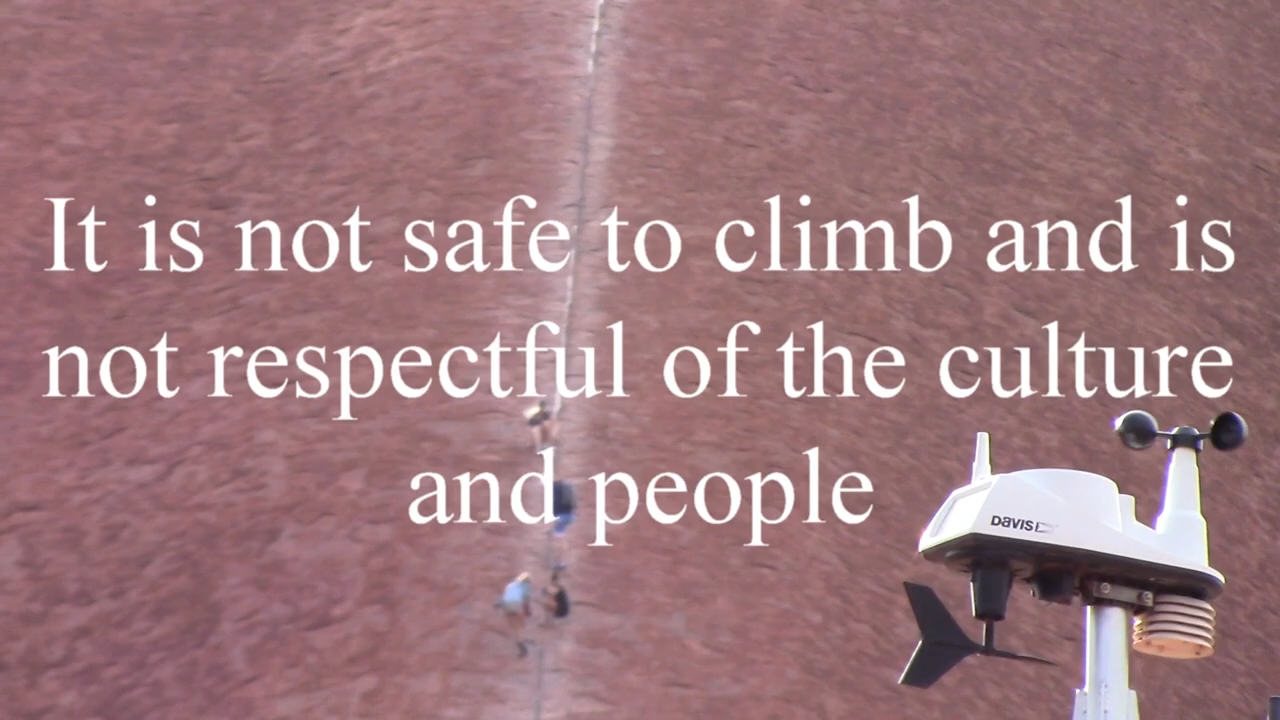 It is not safe to climb and is
not respectful of the culture
and people
DAVIS